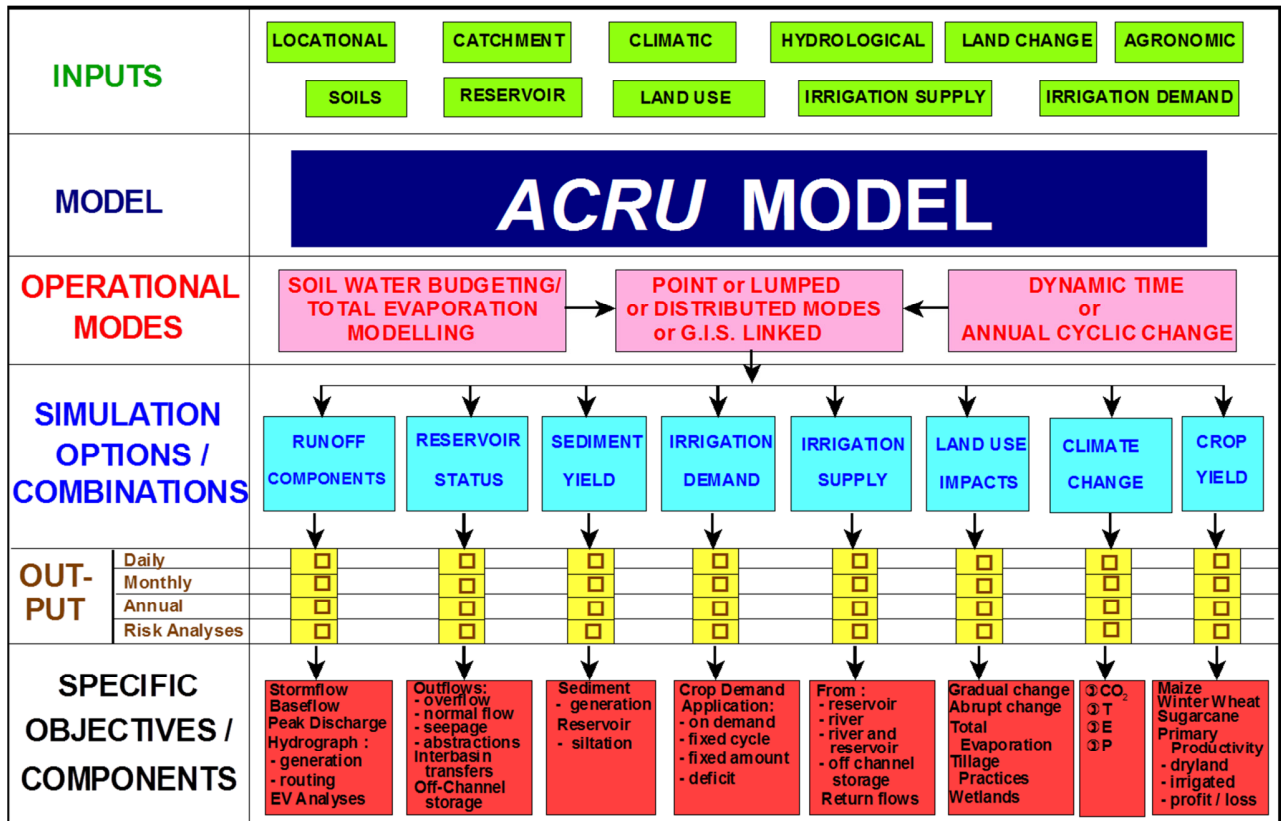 INPUTS
LOCATIONAL
CATCHMENT
CLIMATIC
HYDROLOGICAL
LAND CHANGE
AGRONOMIC
SOILS
RESERVOIR
LAND USE
IRRIGATION SUPPLY
IRRIGATION DEMAND
MODEL
ACRU MODEL
OPERATIONAL
MODES
SOIL WATER BUDGETING/
TOTAL EVAPORATION
MODELLING
POINT or LUMPED
or DISTRIBUTED MODES
or G.I.S. LINKED
DYNAMIC TIME
or
ANNUAL CYCLIC CHANGE
SIMULATION
OPTIONS /
COMBINATIONS
RUNOFF
COMPONENTS
RESERVOIR
STATUS
SEDIMENT
YIELD
IRRIGATION
DEMAND
IRRIGATION
SUPPLY
LAND USE
IMPACTS
CLIMATE
CHANGE
CROP
YIELD
OUT-
PUT
Daily
Monthly
Annual
Risk Analyses
SPECIFIC
OBJECTIVES /
COMPONENTS
Stormflow
Baseflow
Peak Discharge
Hydrograph :
- generation
- routing
EV Analyses
Outflows:
- overflow
- normal flow
- seepage
- abstractions
Interbasin
transfers
Off-Channel
storage
Sediment
- generation
Reservoir
- siltation
Crop Demand
Application:
- on demand
- fixed cycle
- fixed amount
- deficit
From :
- reservoir
- river
- river and
reservoir
- off channel
storage
Return flows
Gradual change
Abrupt change
Total
Evaporation
Tillage
Practices
Wetlands
CO₂
T
E
P
Maize
Winter Wheat
Sugarcane
Primary
Productivity
- dryland
- irrigated
- profit / loss